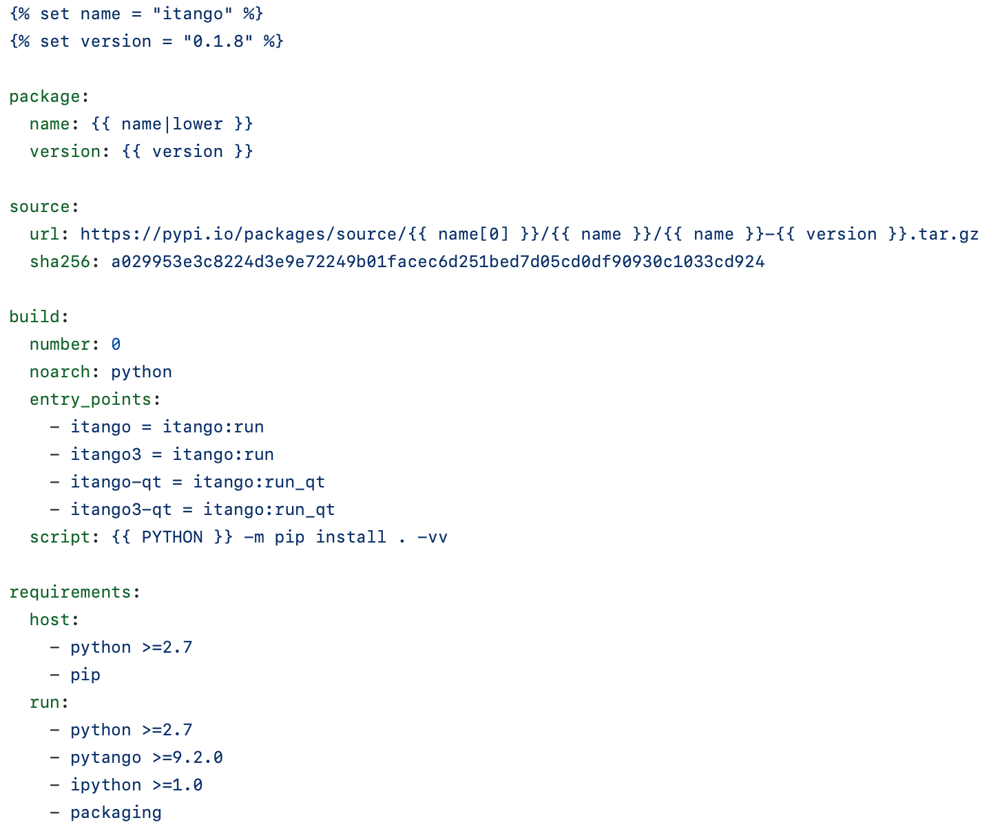 {% set name = "itango" %}
{% set version = "0.1.8" %}
package:
name: {{ name|lower }}
version: {{ version }}
source:
url: https://pypi.io/packages/source/{{ name[0] }}/{{ name }}/{{ name }}-{{ version }}.tar.gz
sha256: a029953e3c8224d3e9e72249b01facec6d251bed7d05cd0df90930c1033cd924
build:
number: 0
noarch: python
entry_points:
- itango = itango:run
- itango3 = itango:run
- itango-qt = itango:run_qt
- itango3-qt = itango:run_qt
script: {{ PYTHON }} -m pip install . -vv
requirements:
host:
- python >=2.7
- pip
run:
- python >=2.7
- pytango >=9.2.0
- ipython >=1.0
- packaging